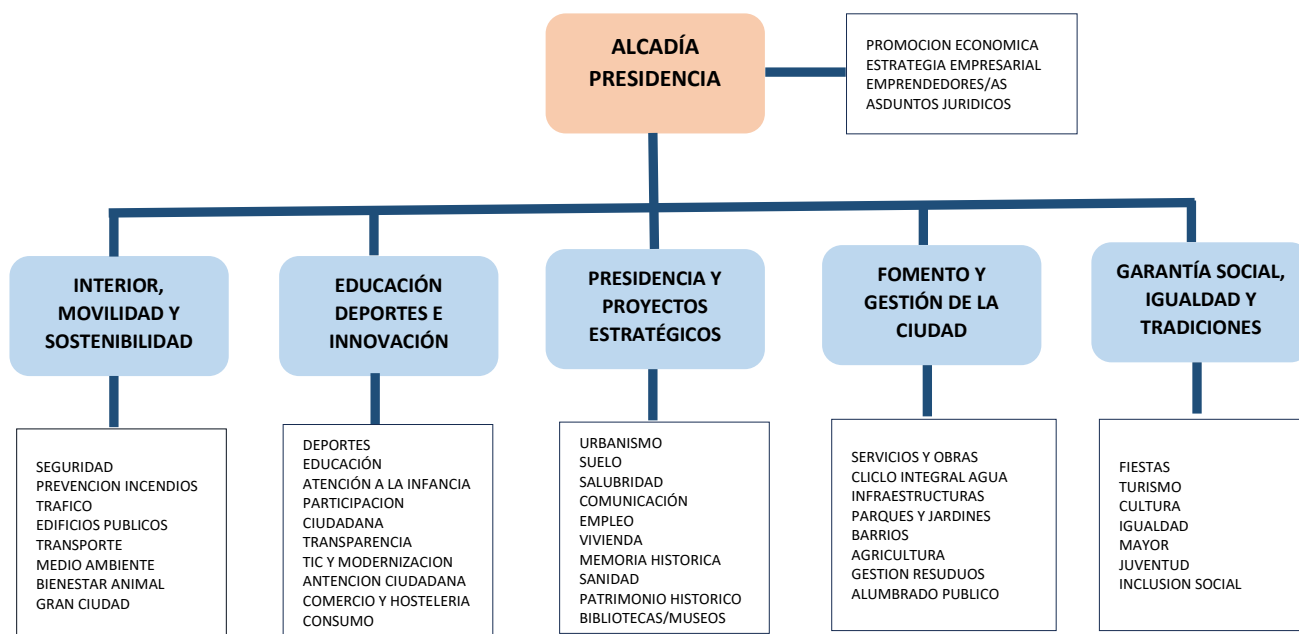 ALCADÍA
PRESIDENCIA
PROMOCION ECONOMICA
ESTRATEGIA EMPRESARIAL
EMPRENDEDORES/AS
ASDUNTOS JURIDICOS
INTERIOR,
MOVILIDAD Y
SOSTENIBILIDAD
EDUCACIÓN
DEPORTES E
INNOVACIÓN
PRESIDENCIA Y
PROYECTOS
ESTRATÉGICOS
FOMENTO Y
GESTIÓN DE LA
CIUDAD
GARANTÍA SOCIAL,
IGUALDAD Y
TRADICIONES
SEGURIDAD
PREVENCION INCENDIOS
TRAFICO
EDIFICIOS PUBLICOS
TRANSPORTE
MEDIO AMBIENTE
BIENESTAR ANIMAL
GRAN CIUDAD
DEPORTES
EDUCACIÓN
ATENCIÓN A LA INFANCIA
PARTICIPACION
CIUDADANA
TRANSPARENCIA
TIC Y MODERNIZACION
ANTENCION CIUDADANA
COMERCIO Y HOSTELERIA
CONSUMO
URBANISMO
SUELO
SALUBRIDAD
COMUNICACIÓN
EMPLEO
VIVIENDA
MEMORIA HISTORICA
SANIDAD
PATRIMONIO HISTORICO
BIBLIOTECAS/MUSEOS
SERVICIOS Y OBRAS
CLICLO INTEGRAL AGUA
INFRAESTRUCTURAS
PARQUES Y JARDINES
BARRIOS
AGRICULTURA
GESTION RESUDUOS
ALUMBRADO PUBLICO
FIESTAS
TURISMO
CULTURA
IGUALDAD
MAYOR
JUVENTUD
INCLUSION SOCIAL